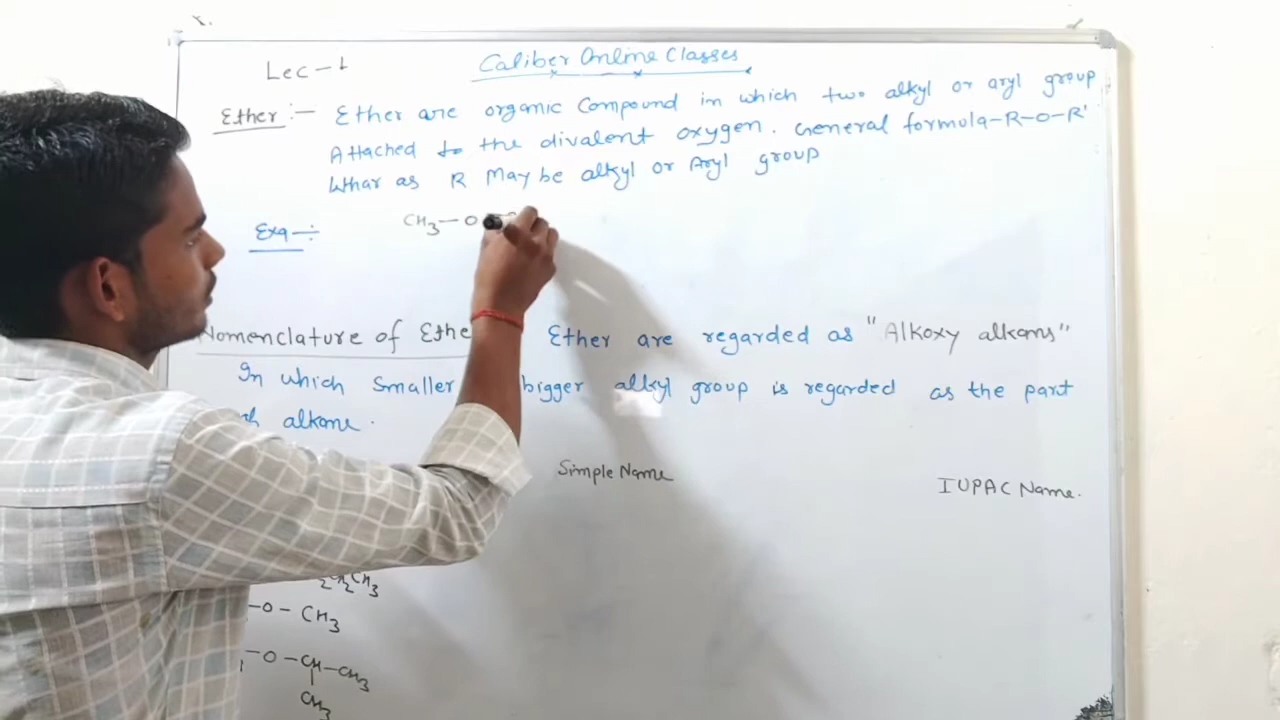 Lec-1
Caliber Online Classes
Ether :- Ether are organic Compound in which two alkyl or aryl group
Attached to the divalent oxygen. General formula-R-O-R'
Whar as R May be alkyl or Aryl group
Exa-:
CH3-O
Nomenclature of Ethe Ether are regarded as "Alkoxy alkans"
In which Smaller bigger alkyl group is regarded as the part
alkane.
Simple Name
IUPAC Name.
2CH2CH3
-O-CH3
-O-CH-CH3
CH3